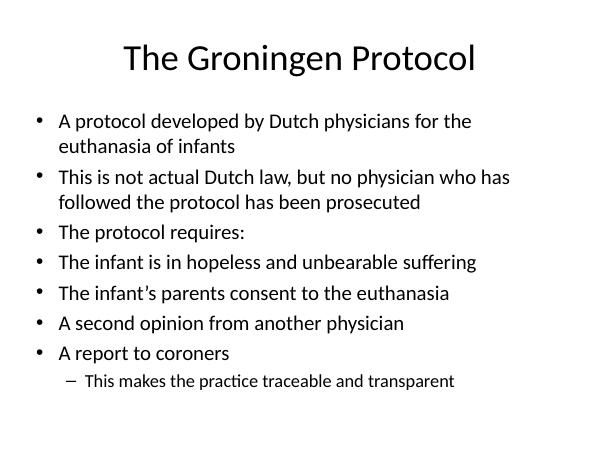 The Groningen Protocol
• A protocol developed by Dutch physicians for the
euthanasia of infants
• This is not actual Dutch law, but no physician who has
followed the protocol has been prosecuted
• The protocol requires:
• The infant is in hopeless and unbearable suffering
• The infant’s parents consent to the euthanasia
• A second opinion from another physician
• A report to coroners
– This makes the practice traceable and transparent